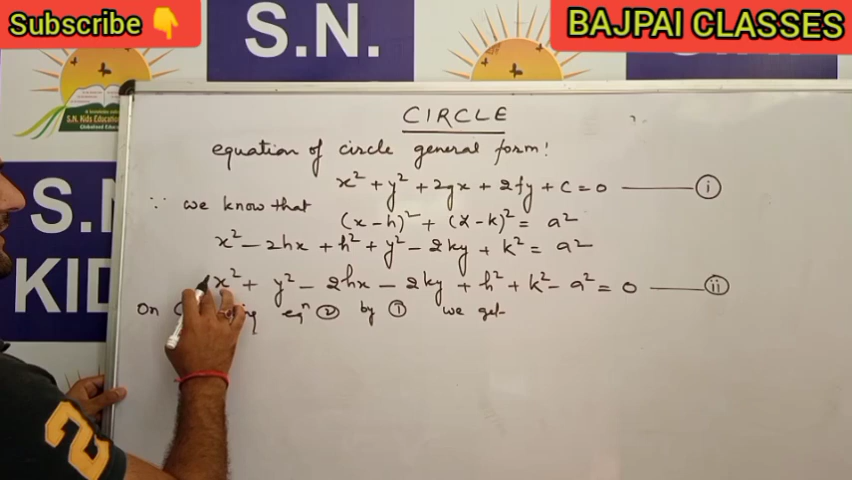 Subscribe 👇
BAJPAI CLASSES
S.N.
S.N. Kids Education
S.N
KID
CIRCLE
equation of circle general form!
x² + y² + 2gx + 2fy + c = 0 —— (i)
∵ we know that
(x-h)² + (y-k)² = a²
x² - 2hx + h² + y² - 2ky + k² = a²
x² + y² - 2hx - 2ky + h² + k² - a² = 0 —— (ii)
On eqⁿ ② by ① we get-